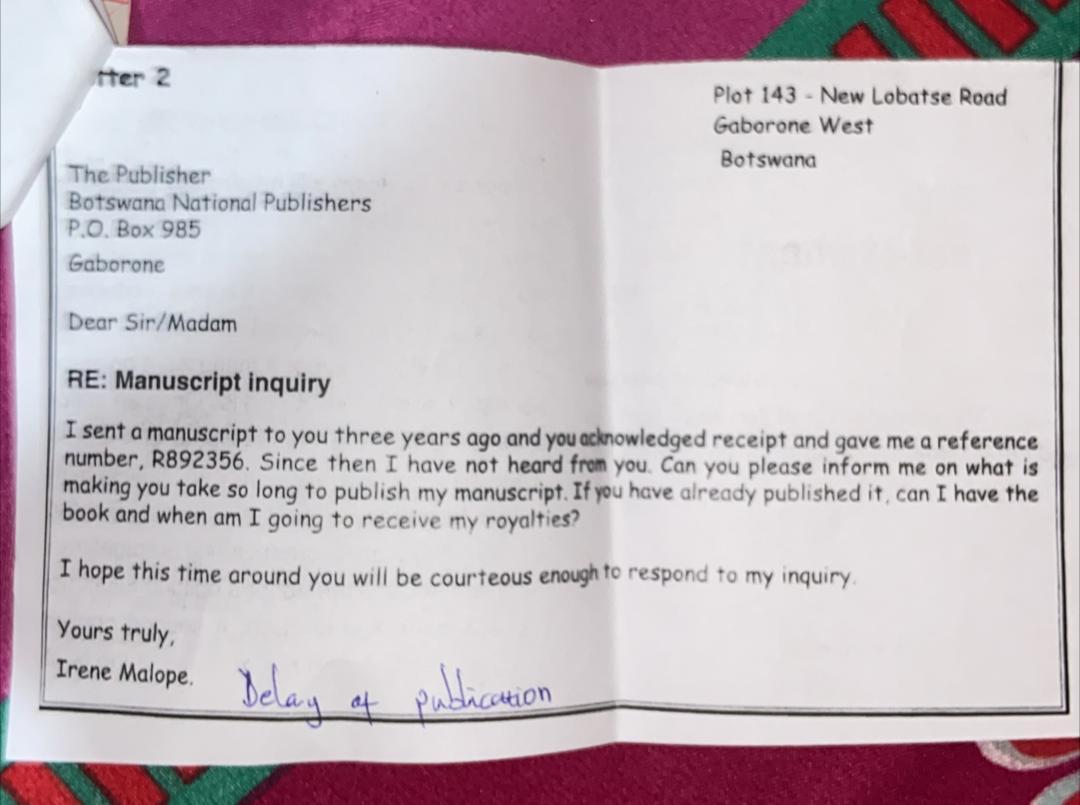 tter 2
Plot 143 - New Lobatse Road
Gaborone West
Botswana
The Publisher
Botswana National Publishers
P.O. Box 985
Gaborone
Dear Sir/Madam
RE: Manuscript inquiry
I sent a manuscript to you three years ago and you acknowledged receipt and gave me a reference
number, R892356. Since then I have not heard from you. Can you please inform me on what is
making you take so long to publish my manuscript. If you have already published it, can I have the
book and when am I going to receive my royalties?
I hope this time around you will be courteous enough to respond to my inquiry.
Yours truly,
Irene Malope.
Delay of publication